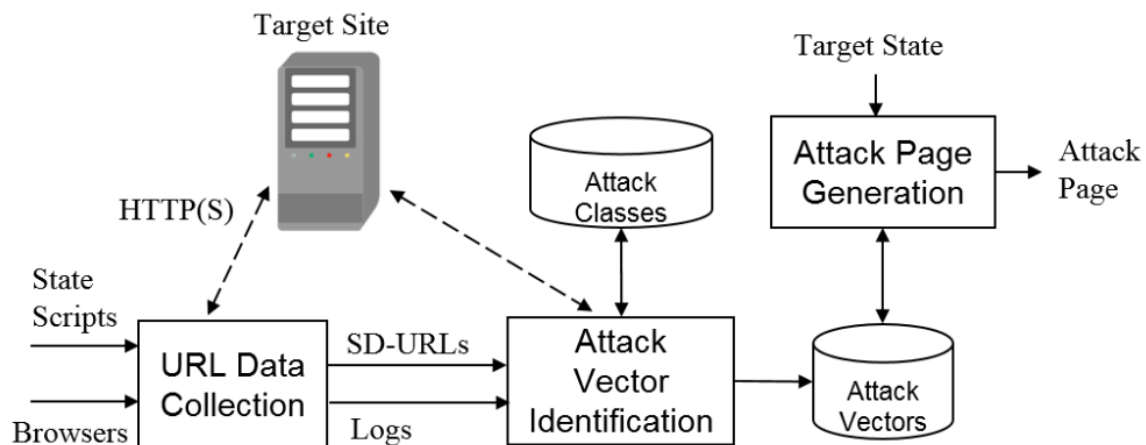 Target Site
Target State
Attack Page
Generation
Attack
Page
Attack
Classes
HTTP(S)
State
Scripts
Browsers
URL Data
Collection
SD-URLs
Logs
Attack
Vector
Identification
Attack
Vectors